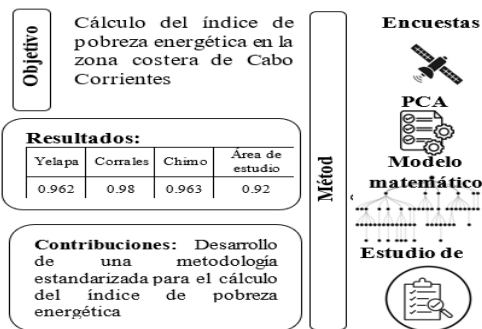 Objetivo
Cálculo del índice de
pobreza energética en la
zona costera de Cabo
Corrientes
Resultados:
Yelapa Corrales Chimo Área de
estudio
0.962 0.98 0.963 0.92
Contribuciones: Desarrollo
de una metodología
estandarizada para el cálculo
del índice de pobreza
energética
Métod
Encuestas
PCA
Modelo
matemático
Estudio de